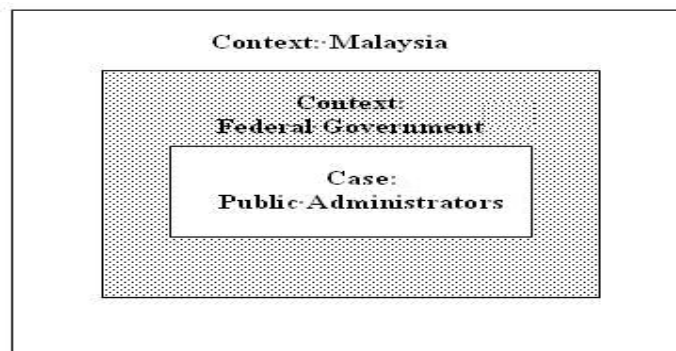 Context: Malaysia
Context:
Federal Government
Case:
Public Administrators